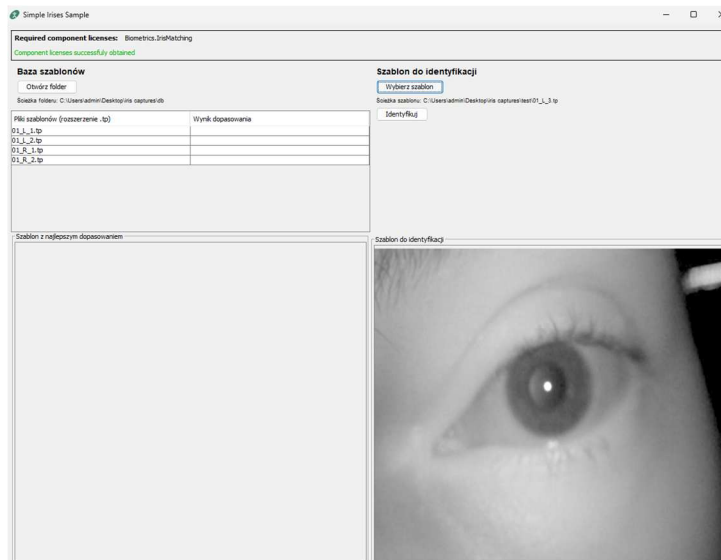 Simple Irises Sample
Required component licenses: Biometrics.IrisMatching
Component licenses successfuly obtained
Baza szablonów
Otwórz folder
Ścieżka folderu: C:\Users\admin\Desktop\iris captures\db
Pliki szablonów (rozszerzenie .tp) Wynik dopasowania
01_L_1.tp
01_L_2.tp
01_R_1.tp
01_R_2.tp
Szablon z najlepszym dopasowaniem
Szablon do identyfikacji
Wybierz szablon
Ścieżka szablonu: C:\Users\admin\Desktop\iris captures\test\01_L_3.tp
Identyfikuj
Szablon do identyfikacji